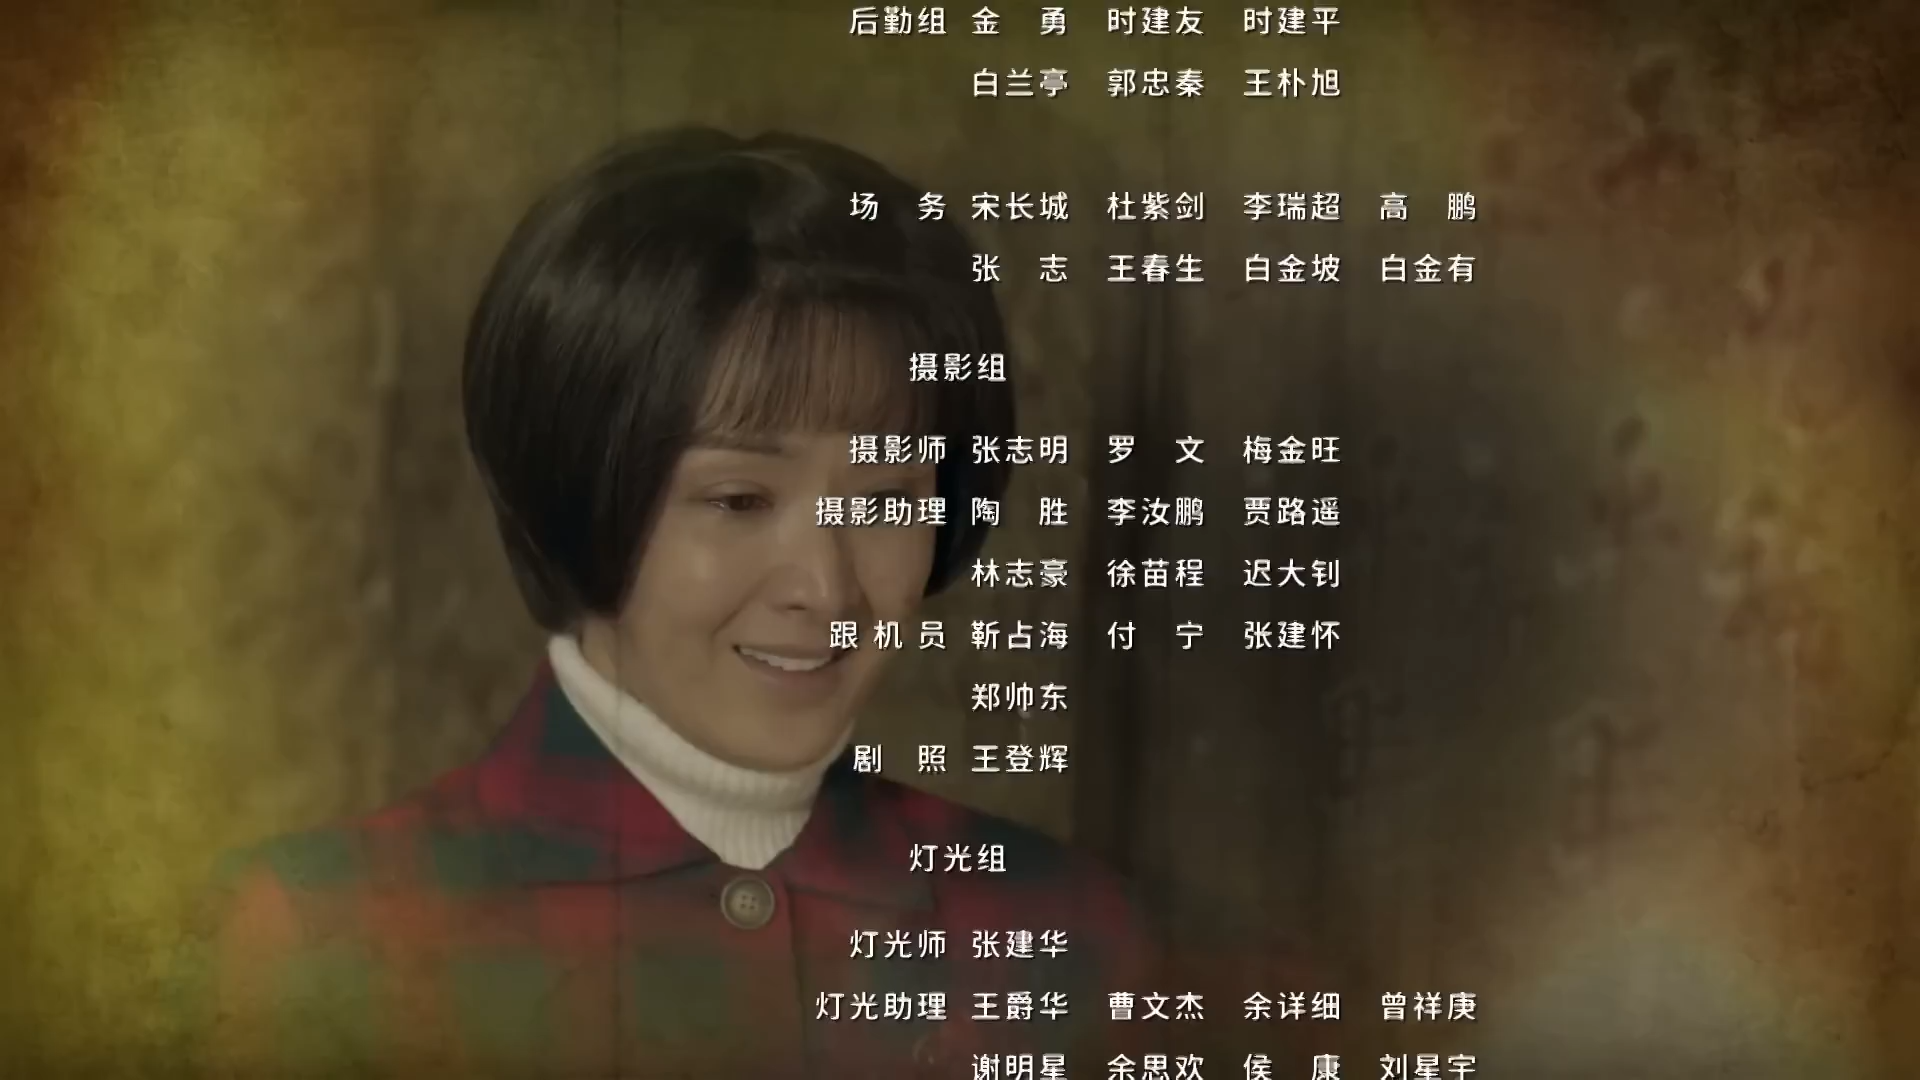 后勤组 金 勇 时建友 时建平
白兰亭 郭忠秦 王朴旭
场 务 宋长城 杜紫剑 李瑞超 高 鹏
张 志 王春生 白金坡 白金有
摄影组
摄影师 张志明 罗 文 梅金旺
摄影助理 陶 胜 李汝鹏 贾路遥
林志豪 徐苗程 迟大钊
跟 机 员 靳占海 付 宁 张建怀
郑帅东
剧 照 王登辉
灯光组
灯光师 张建华
灯光助理 王爵华 曹文杰 余详细 曾祥庚
谢明星 余思欢 侯 康 刘星宇